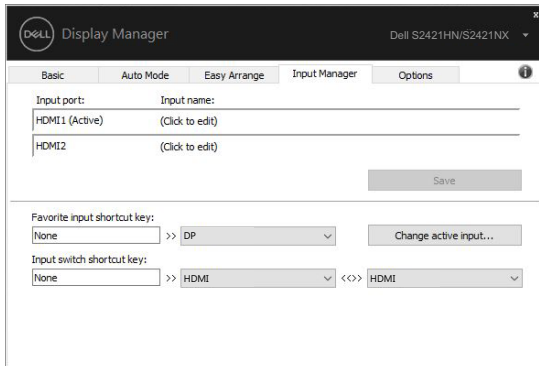 x
DELL Display Manager Dell S2421HN/S2421NX
Basic Auto Mode Easy Arrange Input Manager Options
Input port: Input name:
HDMI1 (Active) (Click to edit)
HDMI2 (Click to edit)
Save
Favorite input shortcut key:
None >> DP Change active input...
Input switch shortcut key:
None >> HDMI <<>> HDMI